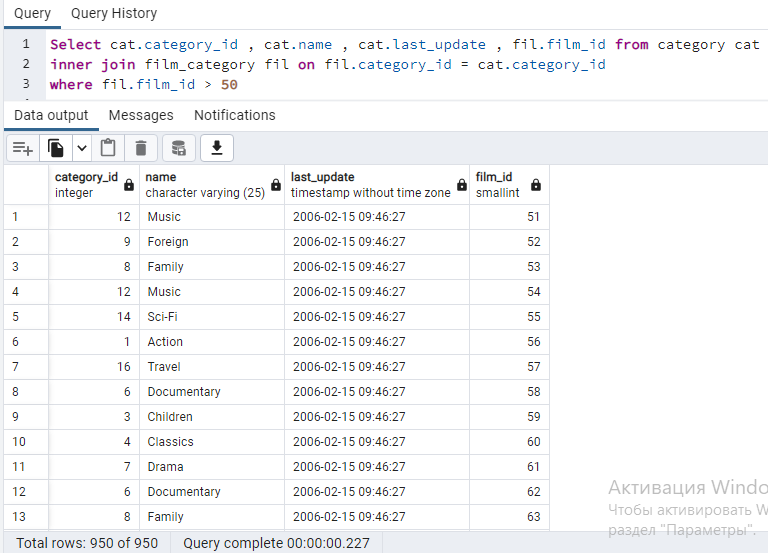 Query Query History
1 Select cat.category_id , cat.name , cat.last_update , fil.film_id from category cat
2 inner join film_category fil on fil.category_id = cat.category_id
3 where fil.film_id > 50
Data output Messages Notifications
category_id name last_update film_id
integer character varying (25) timestamp without time zone smallint
1 12 Music 2006-02-15 09:46:27 51
2 9 Foreign 2006-02-15 09:46:27 52
3 8 Family 2006-02-15 09:46:27 53
4 12 Music 2006-02-15 09:46:27 54
5 14 Sci-Fi 2006-02-15 09:46:27 55
6 1 Action 2006-02-15 09:46:27 56
7 16 Travel 2006-02-15 09:46:27 57
8 6 Documentary 2006-02-15 09:46:27 58
9 3 Children 2006-02-15 09:46:27 59
10 4 Classics 2006-02-15 09:46:27 60
11 7 Drama 2006-02-15 09:46:27 61
12 6 Documentary 2006-02-15 09:46:27 62
13 8 Family 2006-02-15 09:46:27 63
Активация Windo
Чтобы активировать W
раздел "Параметры".
Total rows: 950 of 950 Query complete 00:00:00.227